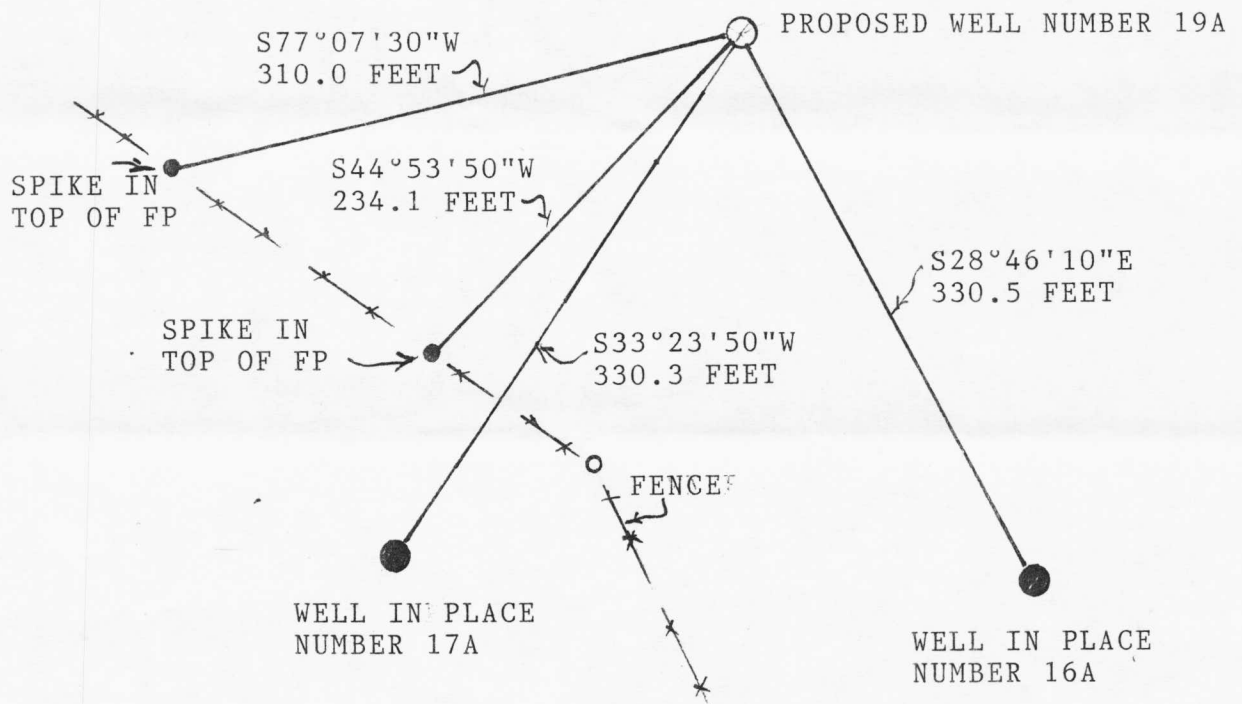 PROPOSED WELL NUMBER 19A
S77°07'30"W
310.0 FEET
S44°53'50"W
234.1 FEET
SPIKE IN
TOP OF FP
S28°46'10"E
330.5 FEET
SPIKE IN
TOP OF FP
S33°23'50"W
330.3 FEET
FENCE
WELL IN PLACE
NUMBER 17A
WELL IN PLACE
NUMBER 16A